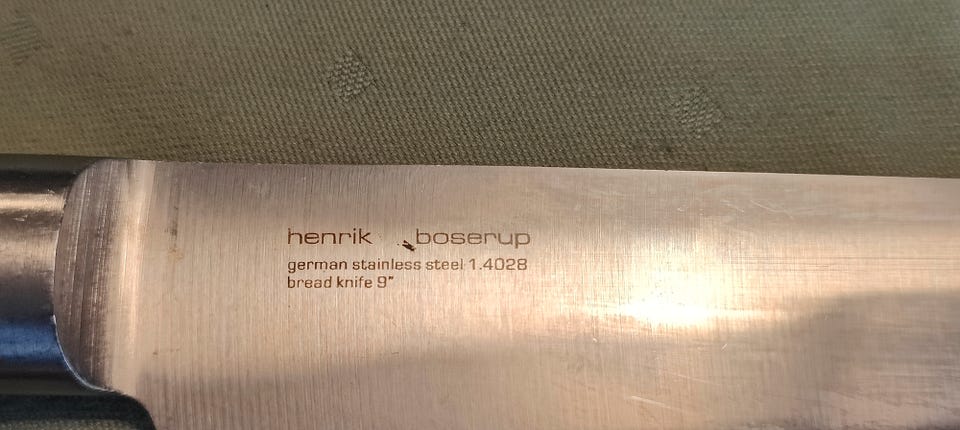 henrik boserup
german stainless steel 1.4028
bread knife 9"